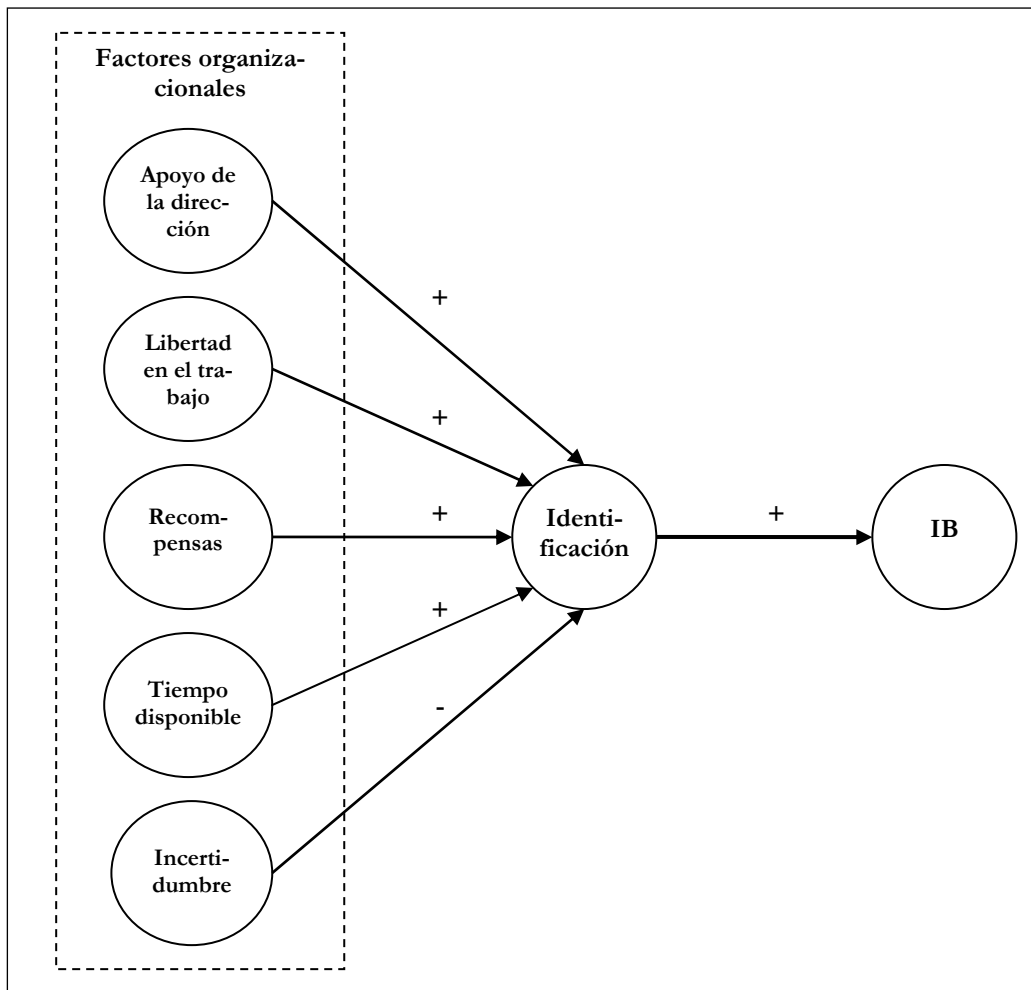 Factores organiza-
cionales
Apoyo de
la direc-
ción
+
Libertad
en el tra-
bajo
+
Recom-
pensas
+
Identi-
ficación
+
IB
+
Tiempo
disponible
-
Incerti-
dumbre